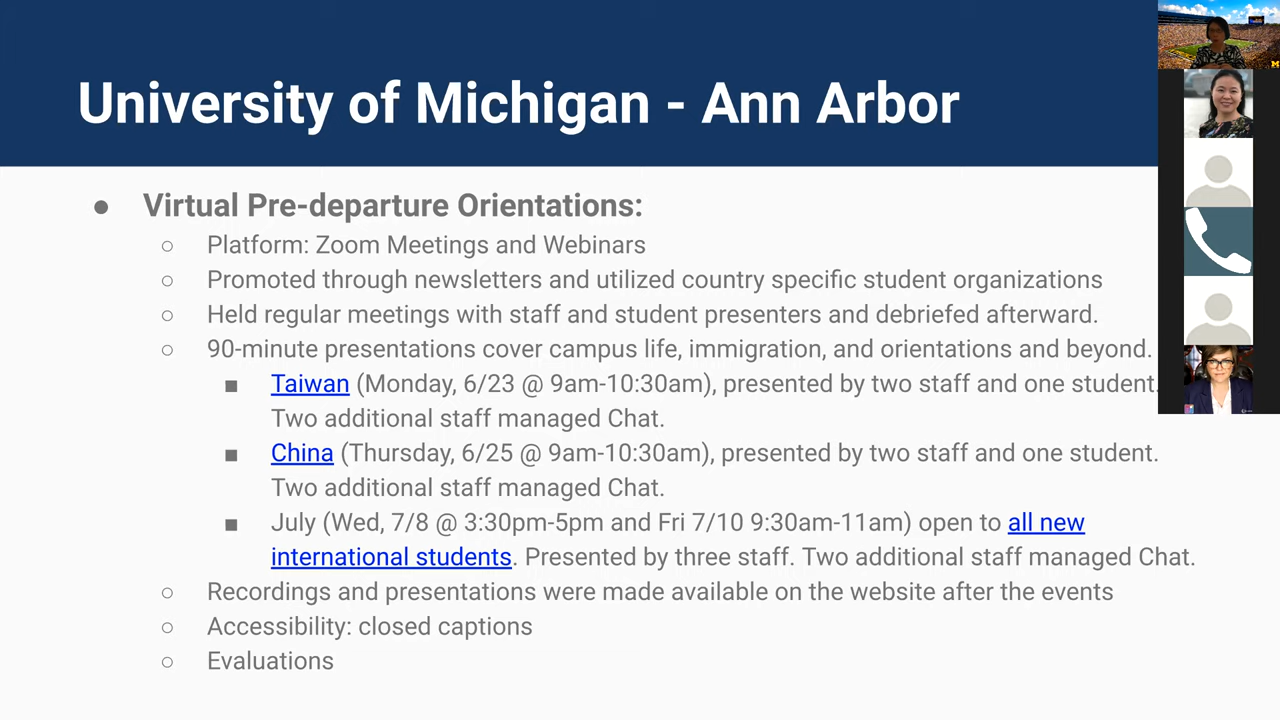 University of Michigan - Ann Arbor
● Virtual Pre-departure Orientations:
○ Platform: Zoom Meetings and Webinars
○ Promoted through newsletters and utilized country specific student organizations
○ Held regular meetings with staff and student presenters and debriefed afterward.
○ 90-minute presentations cover campus life, immigration, and orientations and beyond.
■ Taiwan (Monday, 6/23 @ 9am-10:30am), presented by two staff and one student.
Two additional staff managed Chat.
■ China (Thursday, 6/25 @ 9am-10:30am), presented by two staff and one student.
Two additional staff managed Chat.
■ July (Wed, 7/8 @ 3:30pm-5pm and Fri 7/10 9:30am-11am) open to all new
international students. Presented by three staff. Two additional staff managed Chat.
○ Recordings and presentations were made available on the website after the events
○ Accessibility: closed captions
○ Evaluations